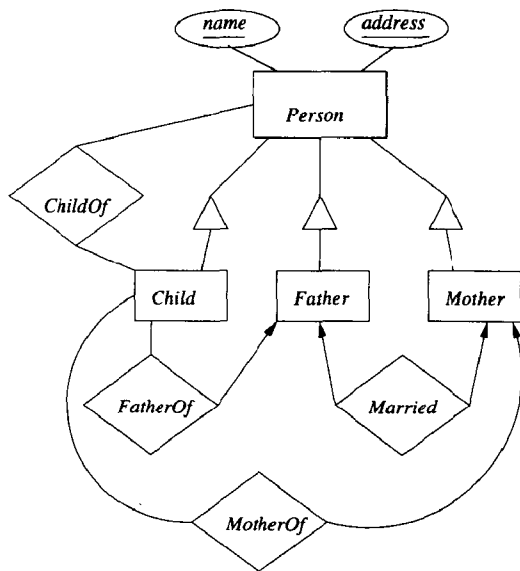 name
address
Person
ChildOf
Child
Father
Mother
FatherOf
Married
MotherOf